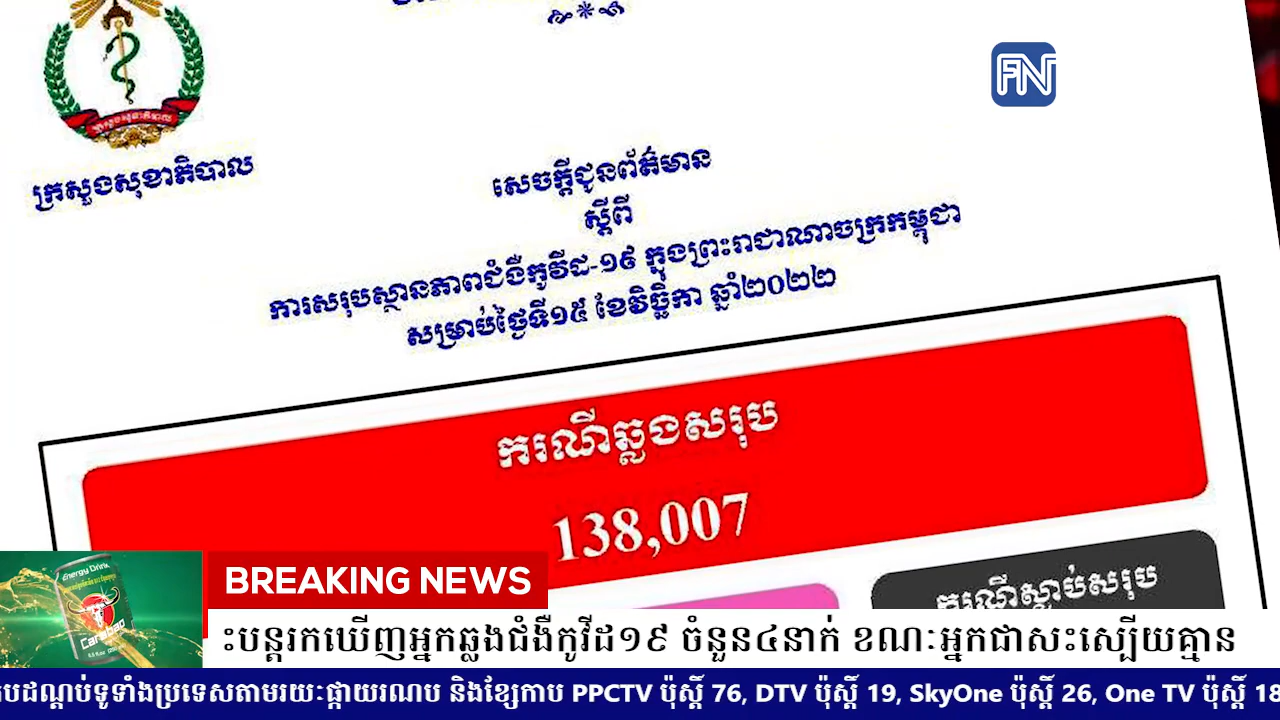 ក្រសួងសុខាភិបាល
សេចក្ដីជូនព័ត៌មាន
ស្ដីពី
ការសរុបស្ថានភាពជំងឺកូវីដ-១៩ ក្នុងព្រះរាជាណាចក្រកម្ពុជា
សម្រាប់ថ្ងៃទី១៥ ខែវិច្ឆិកា ឆ្នាំ២០២២
ករណីឆ្លងសរុប
138,007
ករណីស្លាប់សរុប
FN
Energy Drink
Carabao
BREAKING NEWS
ះបន្តរកឃើញអ្នកឆ្លងជំងឺកូវីដ១៩ ចំនួន៤នាក់ ខណៈអ្នកជាសះស្បើយគ្មាន
បដណ្តប់ទូទាំងប្រទេសតាមរយៈផ្កាយរណប និងខ្សែកាប PPCTV ប៉ុស្តិ៍ 76, DTV ប៉ុស្តិ៍ 19, SkyOne ប៉ុស្តិ៍ 26, One TV ប៉ុស្តិ៍ 18